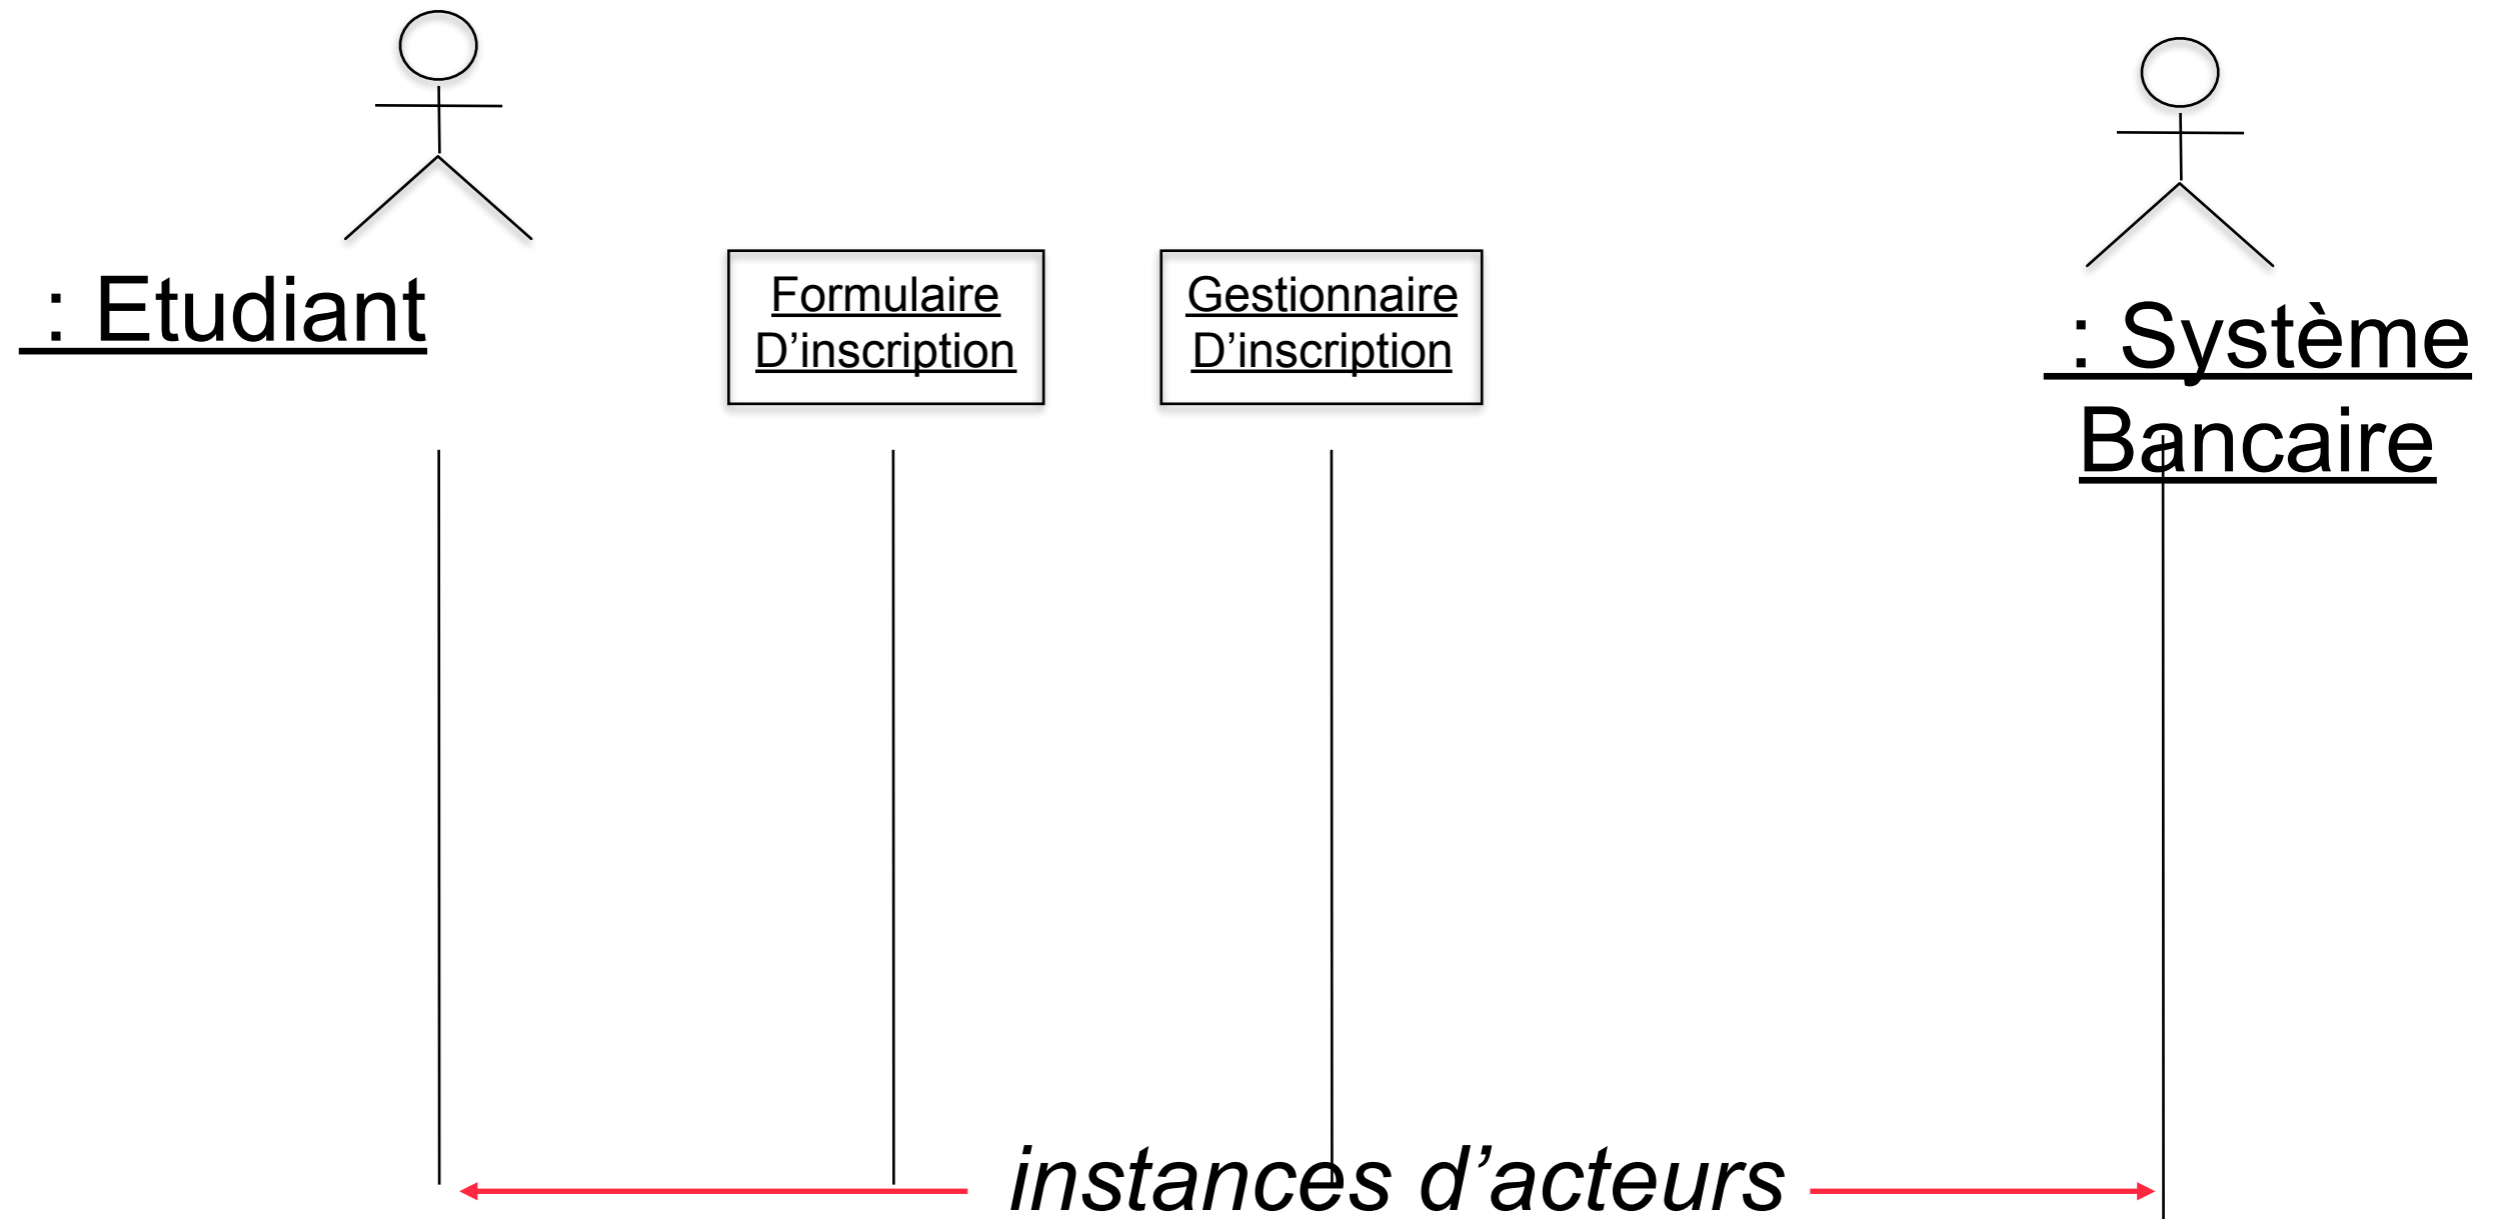 : Etudiant
Formulaire
D’inscription
Gestionnaire
D’inscription
: Système
Bancaire
instances d’acteurs